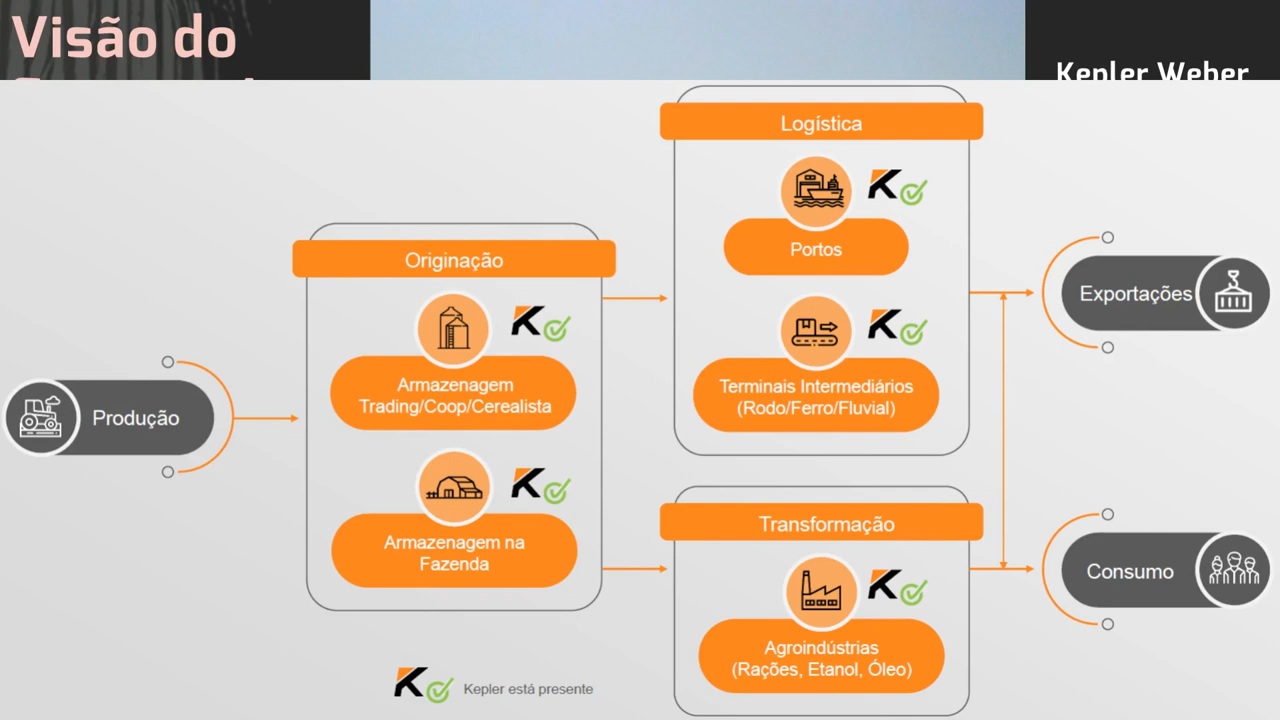 Visão do
Kepler Weber
Logística
Portos
Terminais Intermediários
(Rodo/Ferro/Fluvial)
Originação
Armazenagem
Trading/Coop/Cerealista
Armazenagem na
Fazenda
Produção
Exportações
Transformação
Agroindústrias
(Rações, Etanol, Óleo)
Consumo
Kepler está presente